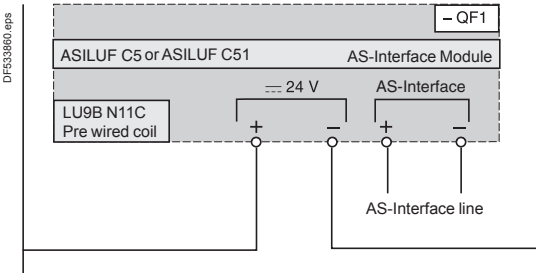 DF533860.eps
– QF1
ASILUF C5 or ASILUF C51 AS-Interface Module
24 V AS-Interface
LU9B N11C
Pre wired coil
+ – + –
AS-Interface line